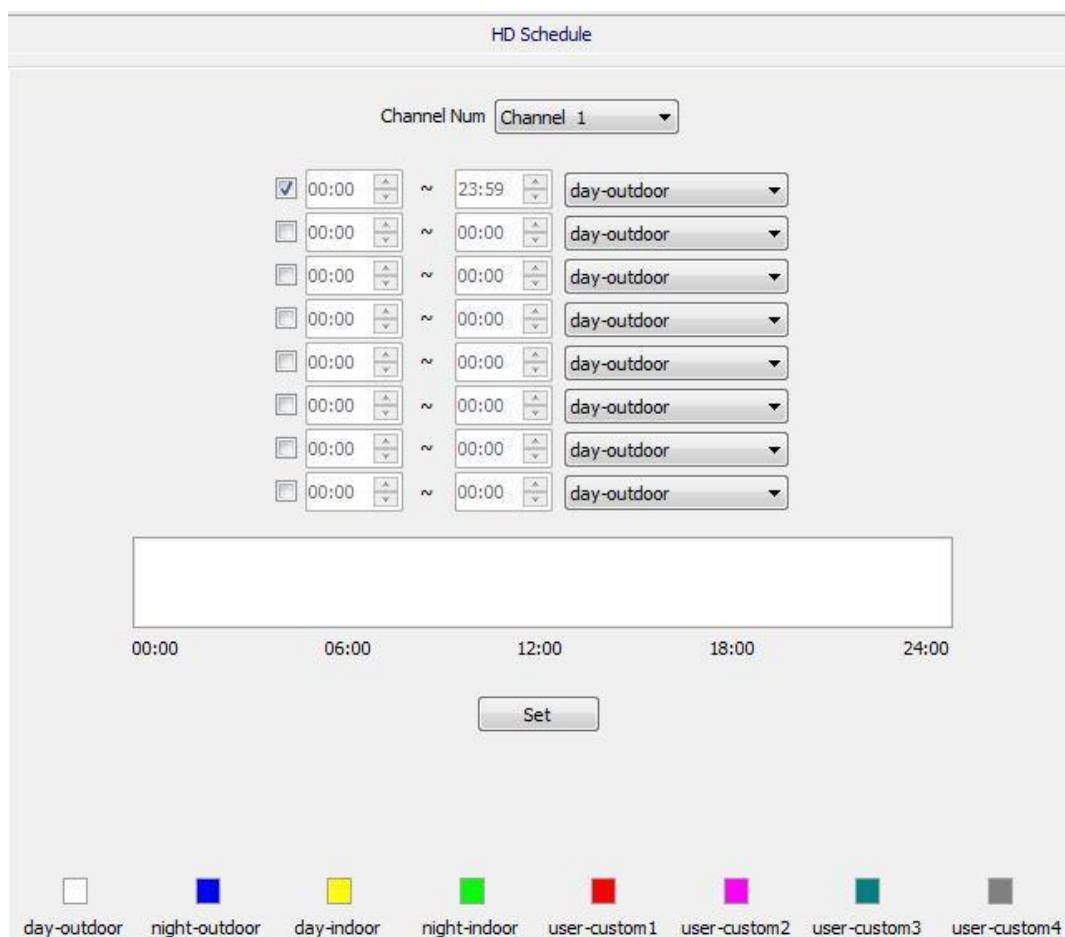 HD Schedule
Channel Num Channel 1
00:00 ~ 23:59 day-outdoor
00:00 ~ 00:00 day-outdoor
00:00 ~ 00:00 day-outdoor
00:00 ~ 00:00 day-outdoor
00:00 ~ 00:00 day-outdoor
00:00 ~ 00:00 day-outdoor
00:00 ~ 00:00 day-outdoor
00:00 ~ 00:00 day-outdoor
00:00 06:00 12:00 18:00 24:00
Set
day-outdoor night-outdoor day-indoor night-indoor user-custom1 user-custom2 user-custom3 user-custom4